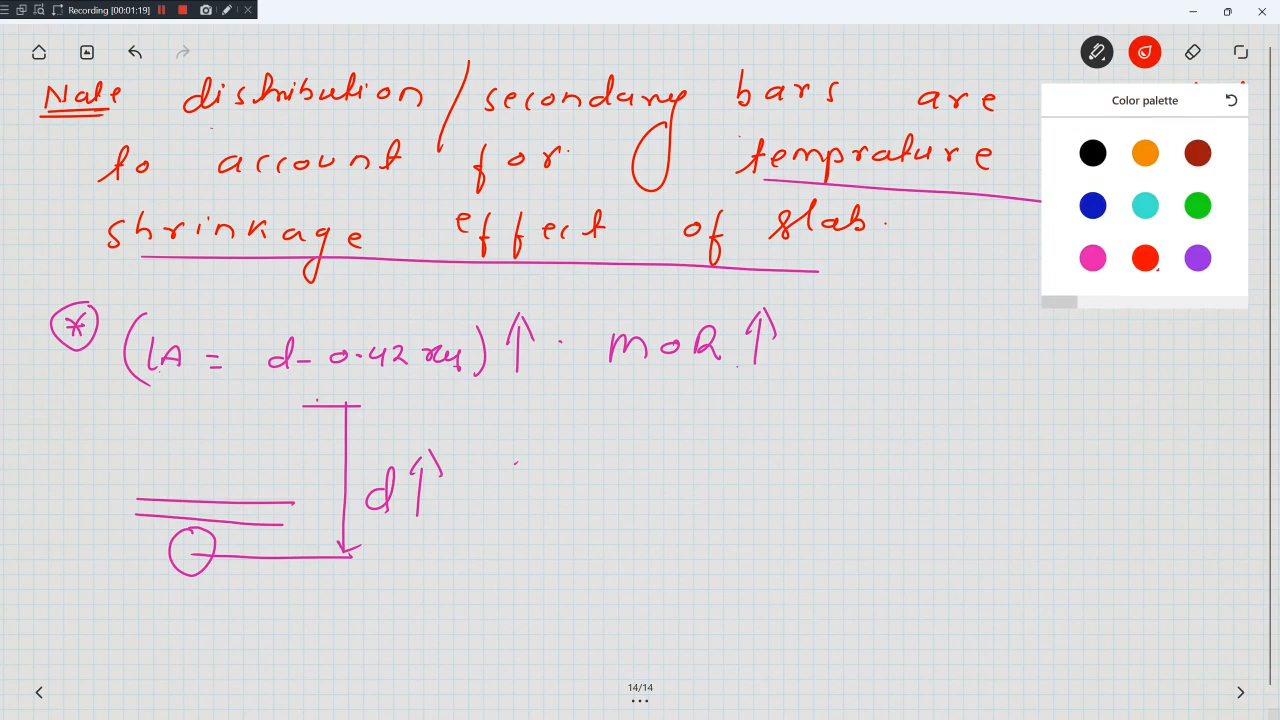 Recording [00:01:19]
Note distribution / secondary bars are
to account for temprature
shrinkage effect of slab.
Color palette
* (LA = d - 0.42 xu) ↑ . MOR ↑
d ↑
14/14